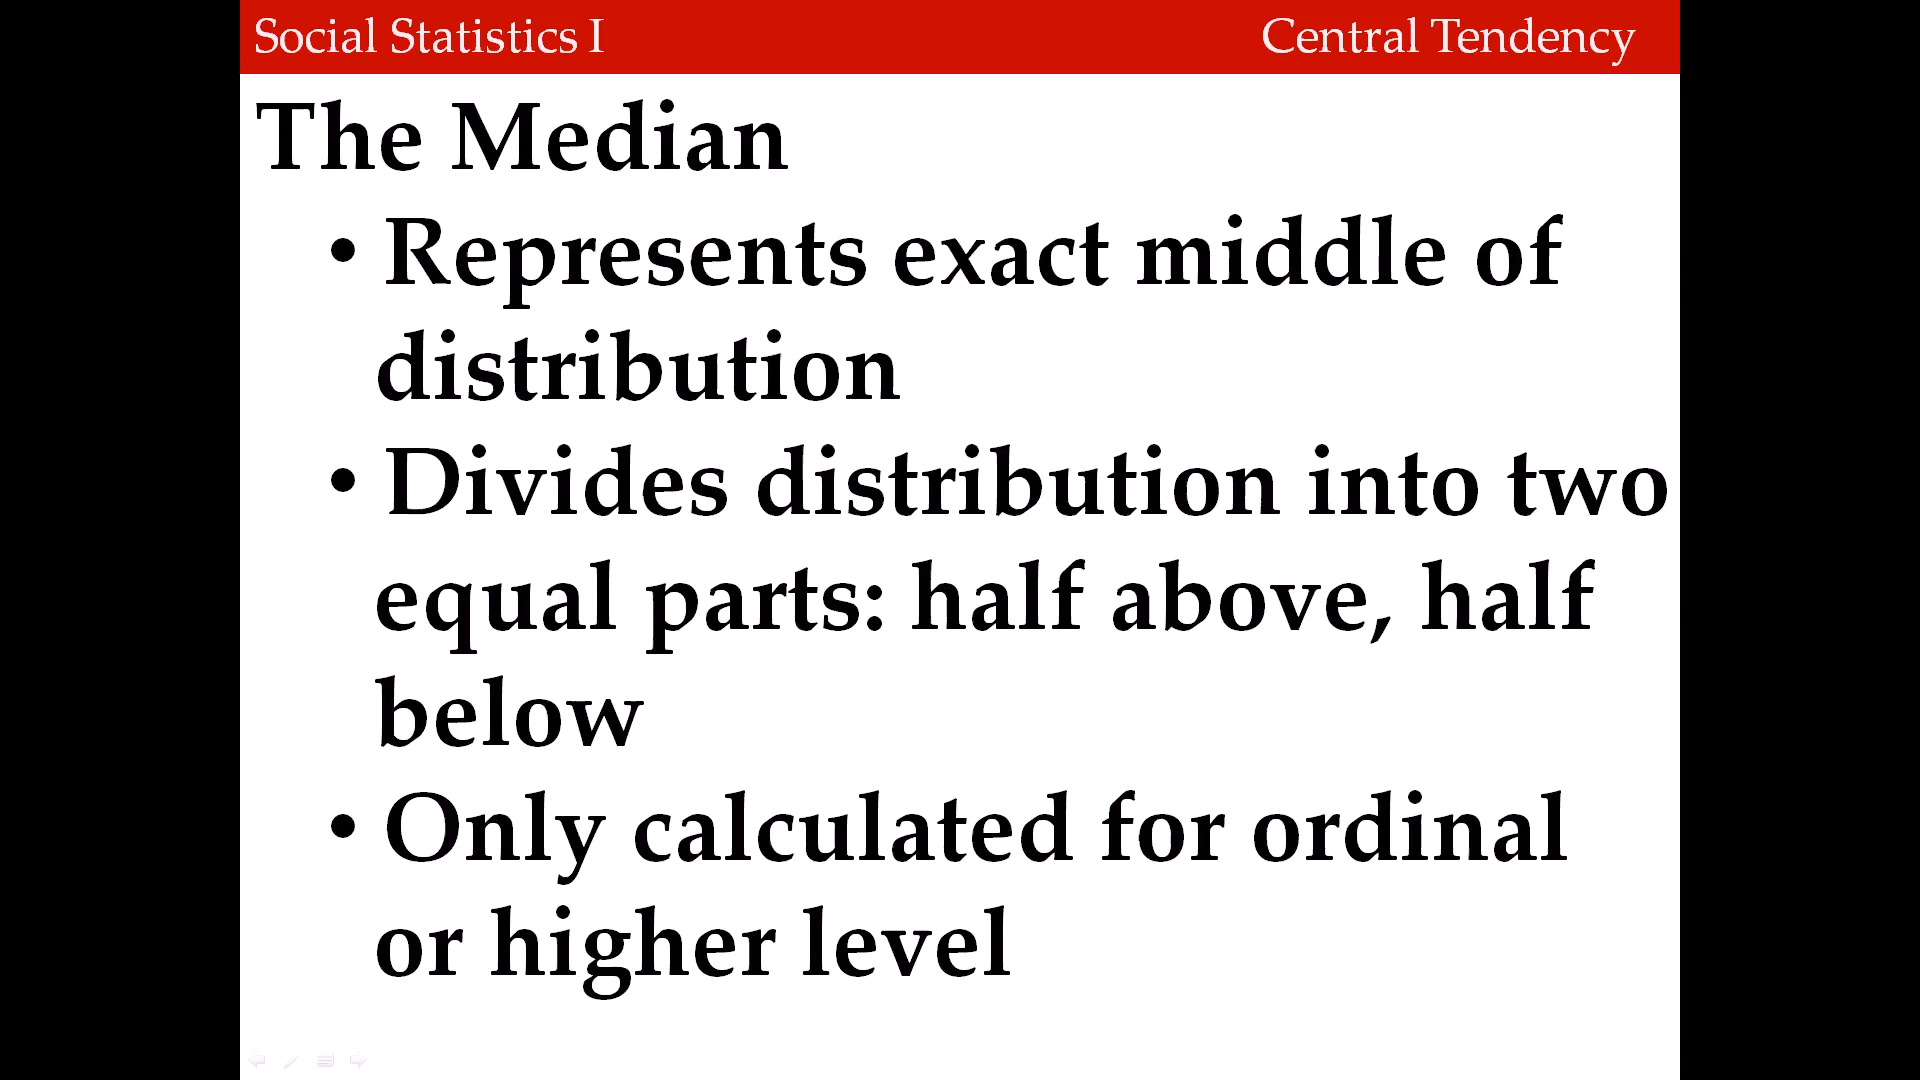 Social Statistics I Central Tendency
The Median
• Represents exact middle of
distribution
• Divides distribution into two
equal parts: half above, half
below
• Only calculated for ordinal
or higher level